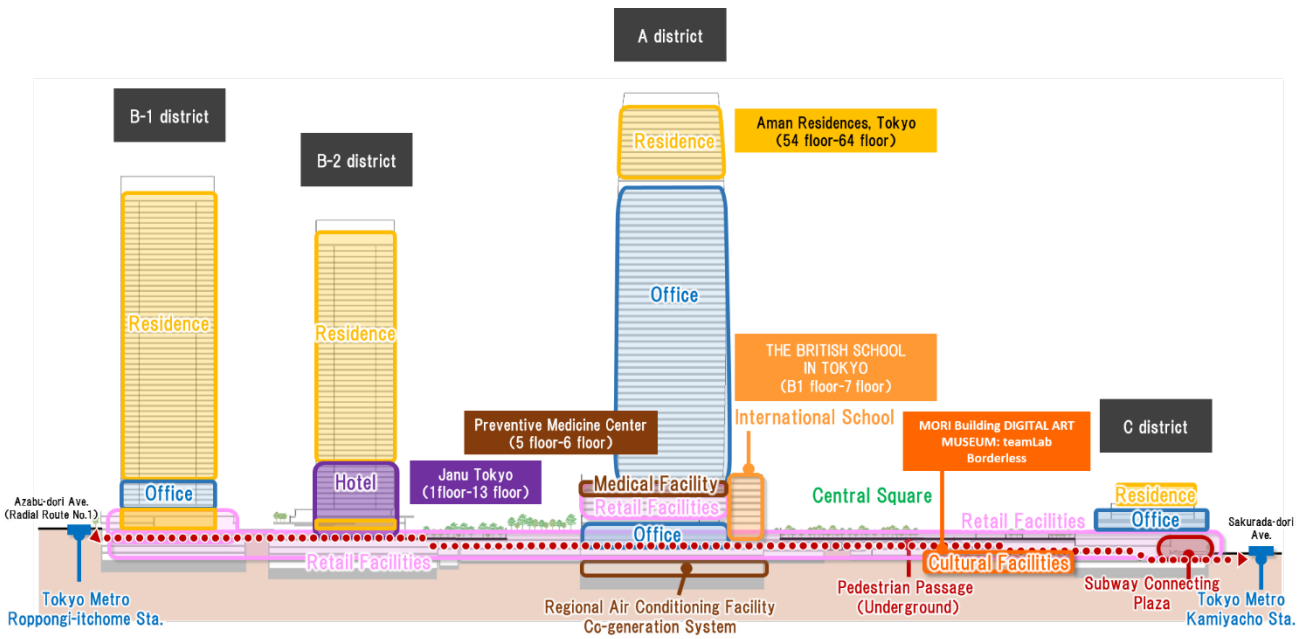 A district
B-1 district
B-2 district
Residence
Aman Residences, Tokyo
(54 floor-64 floor)
Residence
Residence
Office
THE BRITISH SCHOOL
IN TOKYO
(B1 floor-7 floor)
International School
Preventive Medicine Center
(5 floor-6 floor)
MORI Building DIGITAL ART
MUSEUM: teamLab
Borderless
C district
Janu Tokyo
(1floor-13 floor)
Hotel
Office
Medical Facility
Retail Facilities
Office
Central Square
Residence
Office
Retail Facilities
Azabu-dori Ave.
(Radial Route No.1)
Sakurada-dori
Ave.
Retail Facilities
Cultural Facilities
Tokyo Metro
Roppongi-itchome Sta.
Regional Air Conditioning Facility
Co-generation System
Pedestrian Passage
(Underground)
Subway Connecting
Plaza
Tokyo Metro
Kamiyacho Sta.